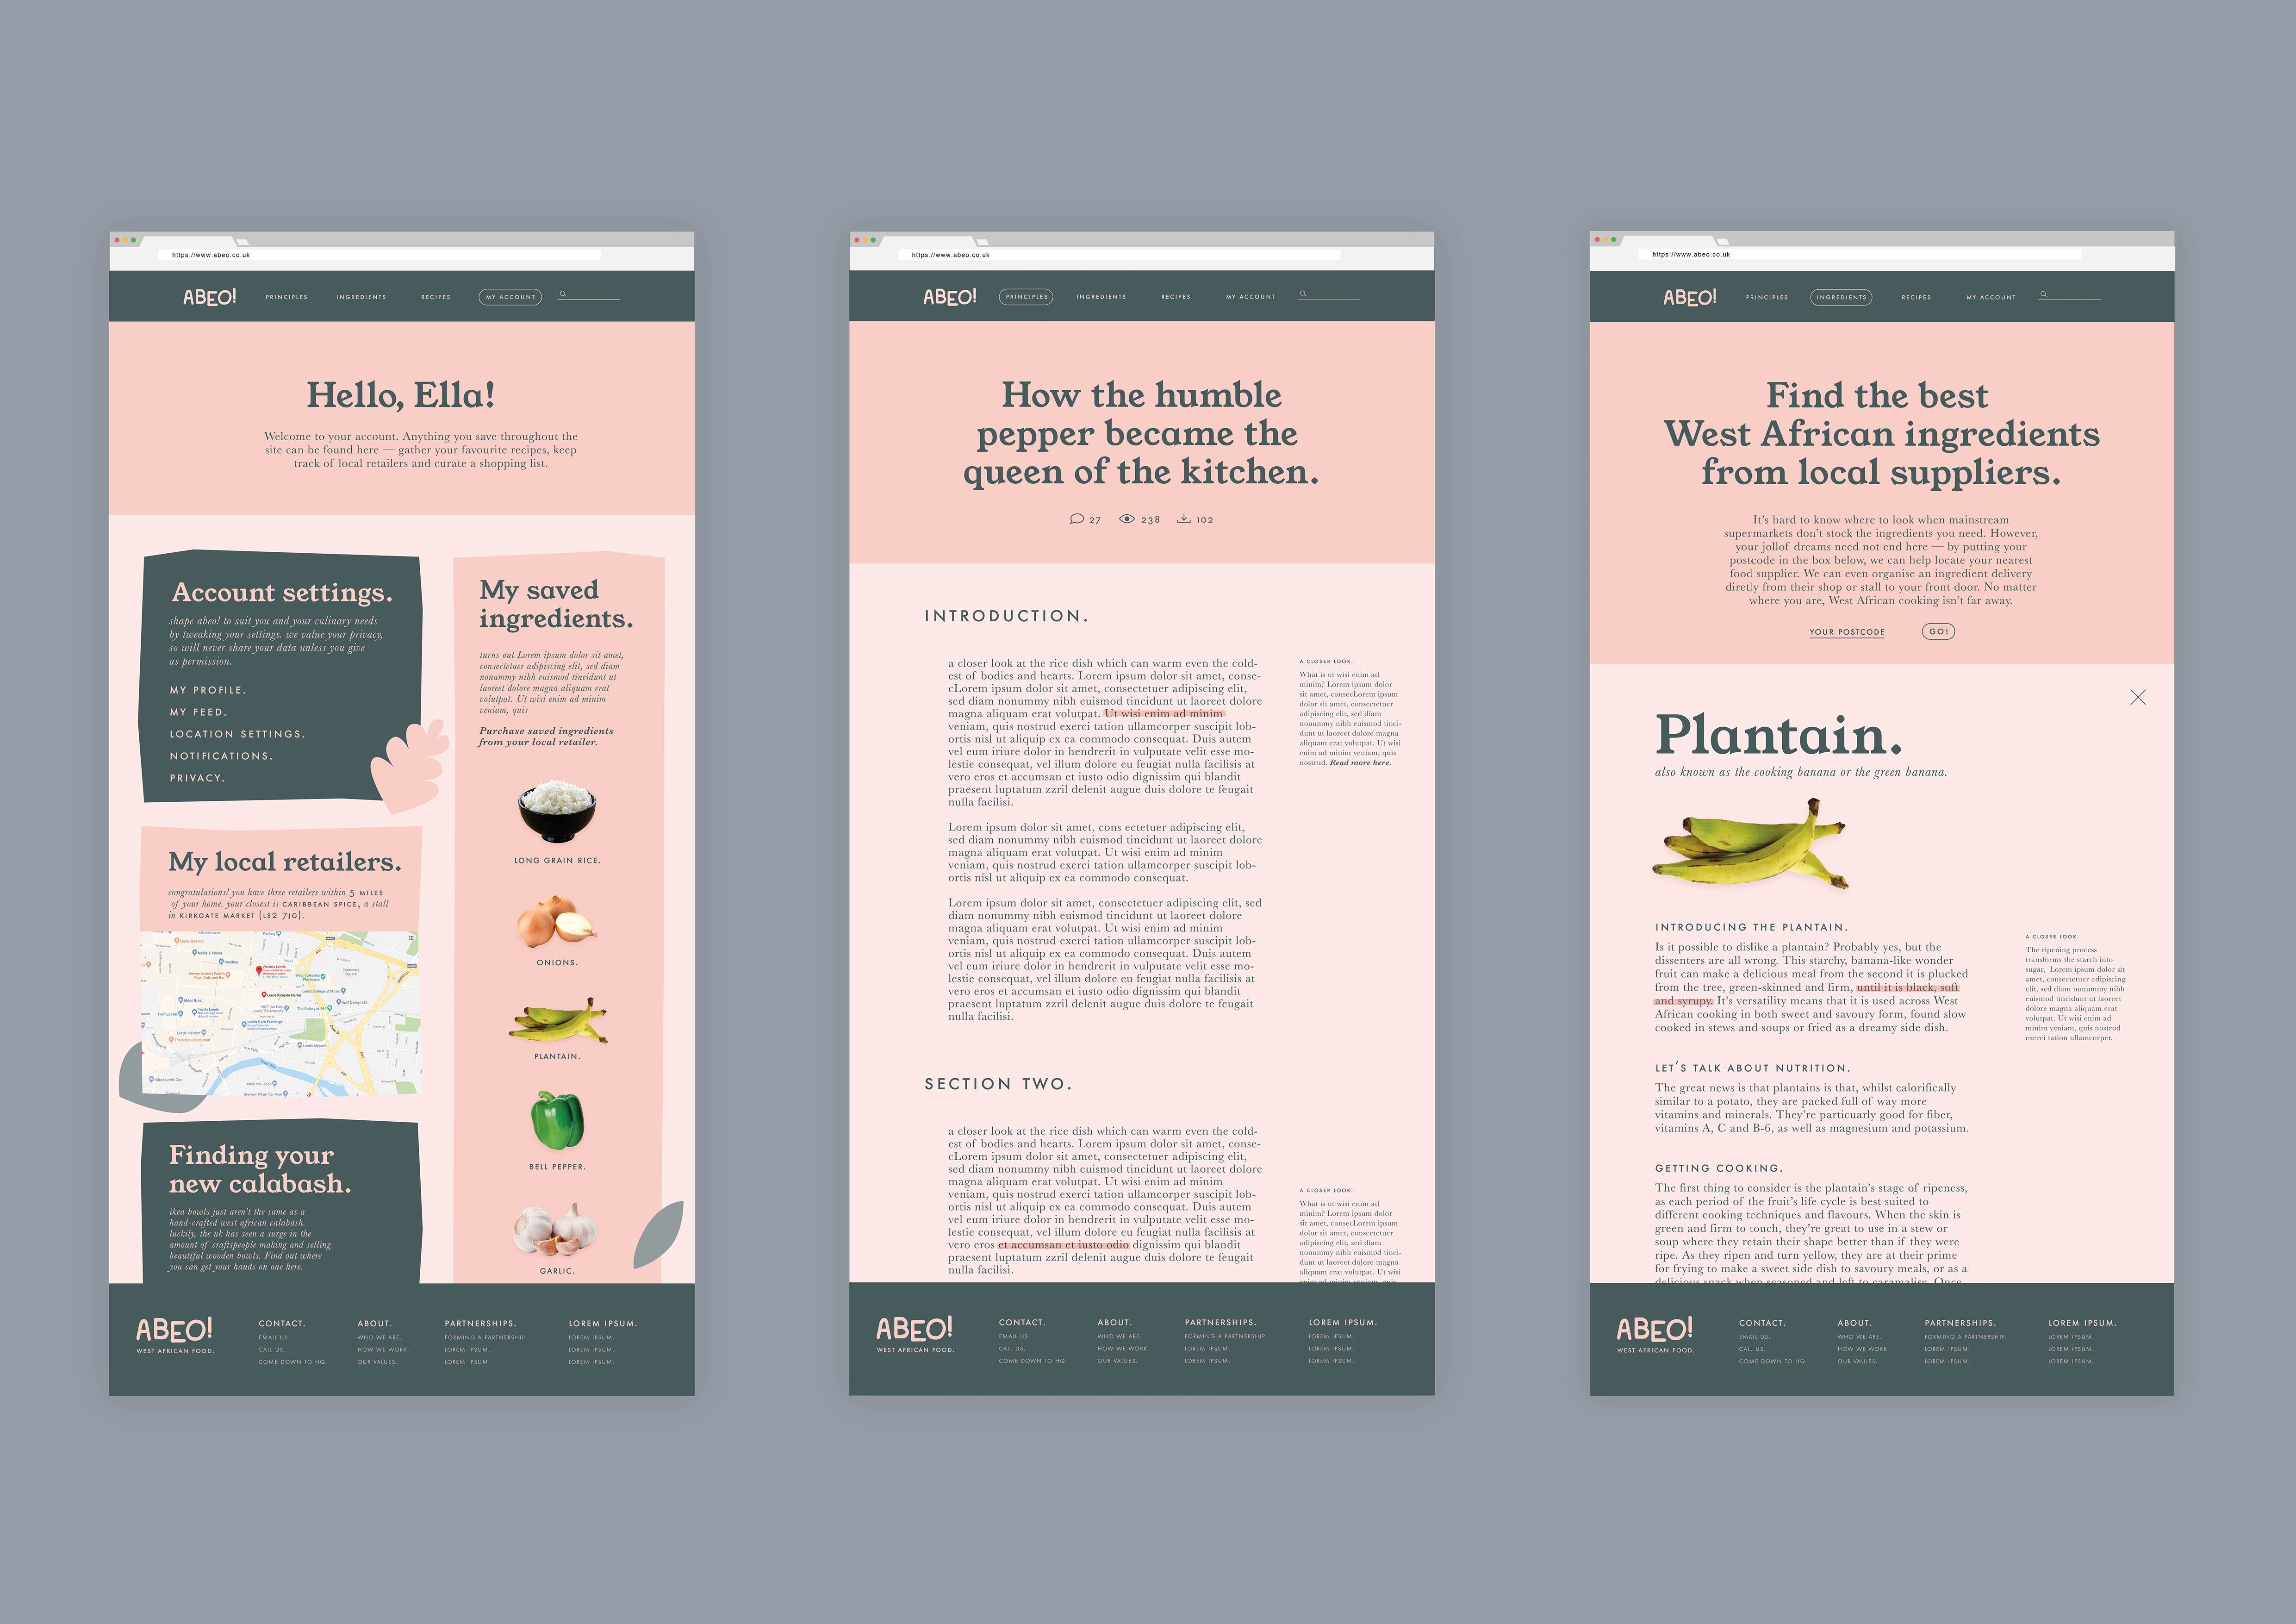 https://www.abeo.co.uk
ABEO!
PRINCIPLES
INGREDIENTS
RECIPES
MY ACCOUNT
Hello, Ella!
Welcome to your account. Anything you save throughout the
site can be found here — gather your favourite recipes, keep
track of local retailers and curate a shopping list.
Account settings.
shape abeo! to suit you and your culinary needs
by tweaking your settings. we value your privacy,
so will never share your data unless you give
us permission.
MY PROFILE.
MY FEED.
LOCATION SETTINGS.
NOTIFICATIONS.
PRIVACY.
My local retailers.
congratulations! you have three retailers within 5 MILES
of your home. your closest is CARIBBEAN SPICE, a stall
in KIRKGATE MARKET (LS2 7JG).
Finding your
new calabash.
ikea bowls just aren't the same as a
hand-crafted west african calabash.
luckily, the uk has seen a surge in the
amount of craftspeople making and selling
beautiful wooden bowls. Find out where
you can get your hands on one here.
My saved
ingredients.
turns out Lorem ipsum dolor sit amet,
consectetuer adipiscing elit, sed diam
nonummy nibh euismod tincidunt ut
laoreet dolore magna aliquam erat
volutpat. Ut wisi enim ad minim
veniam, quis
Purchase saved ingredients
from your local retailer.
LONG GRAIN RICE.
ONIONS.
PLANTAIN.
BELL PEPPER.
GARLIC.
ABEO!
WEST AFRICAN FOOD.
CONTACT.
EMAIL US.
CALL US.
COME DOWN TO HQ.
ABOUT.
WHO WE ARE.
HOW WE WORK.
OUR VALUES.
PARTNERSHIPS.
FORMING A PARTNERSHIP.
LOREM IPSUM.
LOREM IPSUM.
LOREM IPSUM.
LOREM IPSUM.
LOREM IPSUM.
LOREM IPSUM.
https://www.abeo.co.uk
ABEO!
PRINCIPLES
INGREDIENTS
RECIPES
MY ACCOUNT
How the humble
pepper became the
queen of the kitchen.
27
238
102
INTRODUCTION.
a closer look at the rice dish which can warm even the cold-
est of bodies and hearts. Lorem ipsum dolor sit amet, conse-
cLorem ipsum dolor sit amet, consectetuer adipiscing elit,
sed diam nonummy nibh euismod tincidunt ut laoreet dolore
magna aliquam erat volutpat. Ut wisi enim ad minim
veniam, quis nostrud exerci tation ullamcorper suscipit lob-
ortis nisl ut aliquip ex ea commodo consequat. Duis autem
vel eum iriure dolor in hendrerit in vulputate velit esse mo-
lestie consequat, vel illum dolore eu feugiat nulla facilisis at
vero eros et accumsan et iusto odio dignissim qui blandit
praesent luptatum zzril delenit augue duis dolore te feugait
nulla facilisi.
Lorem ipsum dolor sit amet, cons ectetuer adipiscing elit,
sed diam nonummy nibh euismod tincidunt ut laoreet dolore
magna aliquam erat volutpat. Ut wisi enim ad minim
veniam, quis nostrud exerci tation ullamcorper suscipit lob-
ortis nisl ut aliquip ex ea commodo consequat.
Lorem ipsum dolor sit amet, consectetuer adipiscing elit, sed
diam nonummy nibh euismod tincidunt ut laoreet dolore
magna aliquam erat volutpat. Ut wisi enim ad minim
veniam, quis nostrud exerci tation ullamcorper suscipit lob-
ortis nisl ut aliquip ex ea commodo consequat. Duis autem
vel eum iriure dolor in hendrerit in vulputate velit esse mo-
lestie consequat, vel illum dolore eu feugiat nulla facilisis at
vero eros et accumsan et iusto odio dignissim qui blandit
praesent luptatum zzril delenit augue duis dolore te feugait
nulla facilisi.
A CLOSER LOOK.
What is ut wisi enim ad
minim? Lorem ipsum dolor
sit amet, consecLorem ipsum
dolor sit amet, consectetuer
adipiscing elit, sed diam
nonummy nibh euismod tinci-
dunt ut laoreet dolore magna
aliquam erat volutpat. Ut wisi
enim ad minim veniam, quis
nostrud. Read more here.
SECTION TWO.
a closer look at the rice dish which can warm even the cold-
est of bodies and hearts. Lorem ipsum dolor sit amet, conse-
cLorem ipsum dolor sit amet, consectetuer adipiscing elit,
sed diam nonummy nibh euismod tincidunt ut laoreet dolore
magna aliquam erat volutpat. Ut wisi enim ad minim
veniam, quis nostrud exerci tation ullamcorper suscipit lob-
ortis nisl ut aliquip ex ea commodo consequat. Duis autem
vel eum iriure dolor in hendrerit in vulputate velit esse mo-
lestie consequat, vel illum dolore eu feugiat nulla facilisis at
vero eros et accumsan et iusto odio dignissim qui blandit
praesent luptatum zzril delenit augue duis dolore te feugait
nulla facilisi.
A CLOSER LOOK.
What is ut wisi enim ad
minim? Lorem ipsum dolor
sit amet, consecLorem ipsum
dolor sit amet, consectetuer
adipiscing elit, sed diam
nonummy nibh euismod tinci-
dunt ut laoreet dolore magna
aliquam erat volutpat. Ut wisi
ABEO!
WEST AFRICAN FOOD.
CONTACT.
EMAIL US.
CALL US.
COME DOWN TO HQ.
ABOUT.
WHO WE ARE.
HOW WE WORK.
OUR VALUES.
PARTNERSHIPS.
FORMING A PARTNERSHIP.
LOREM IPSUM.
LOREM IPSUM.
LOREM IPSUM.
LOREM IPSUM.
LOREM IPSUM.
LOREM IPSUM.
https://www.abeo.co.uk
ABEO!
PRINCIPLES
INGREDIENTS
RECIPES
MY ACCOUNT
Find the best
West African ingredients
from local suppliers.
It's hard to know where to look when mainstream
supermarkets don't stock the ingredients you need. However,
your jollof dreams need not end here — by putting your
postcode in the box below, we can help locate your nearest
food supplier. We can even organise an ingredient delivery
directly from their shop or stall to your front door. No matter
where you are, West African cooking isn't far away.
YOUR POSTCODE
GO!
Plantain.
also known as the cooking banana or the green banana.
INTRODUCING THE PLANTAIN.
Is it possible to dislike a plantain? Probably yes, but the
dissenters are all wrong. This starchy, banana-like wonder
fruit can make a delicious meal from the second it is plucked
from the tree, green-skinned and firm, until it is black, soft
and syrupy. It's versatility means that it is used across West
African cooking in both sweet and savoury form, found slow
cooked in stews and soups or fried as a dreamy side dish.
A CLOSER LOOK.
The ripening process
transforms the starch into
sugar, Lorem ipsum dolor sit
amet, consectetuer adipiscing
elit, sed diam nonummy nibh
euismod tincidunt ut laoreet
dolore magna aliquam erat
volutpat. Ut wisi enim ad
minim veniam, quis nostrud
exerci tation ullamcorper.
LET'S TALK ABOUT NUTRITION.
The great news is that plantains is that, whilst calorifically
similar to a potato, they are packed full of way more
vitamins and minerals. They're particuarly good for fiber,
vitamins A, C and B-6, as well as magnesium and potassium.
GETTING COOKING.
The first thing to consider is the plantain's stage of ripeness,
as each period of the fruit's life cycle is best suited to
different cooking techniques and flavours. When the skin is
green and firm to touch, they're great to use in a stew or
soup where they retain their shape better than if they were
ripe. As they ripen and turn yellow, they are at their prime
for frying to make a sweet side dish to savoury meals, or as a
delicious snack when seasoned and left to caramalise. Once
ABEO!
WEST AFRICAN FOOD.
CONTACT.
EMAIL US.
CALL US.
COME DOWN TO HQ.
ABOUT.
WHO WE ARE.
HOW WE WORK.
OUR VALUES.
PARTNERSHIPS.
FORMING A PARTNERSHIP.
LOREM IPSUM.
LOREM IPSUM.
LOREM IPSUM.
LOREM IPSUM.
LOREM IPSUM.
LOREM IPSUM.